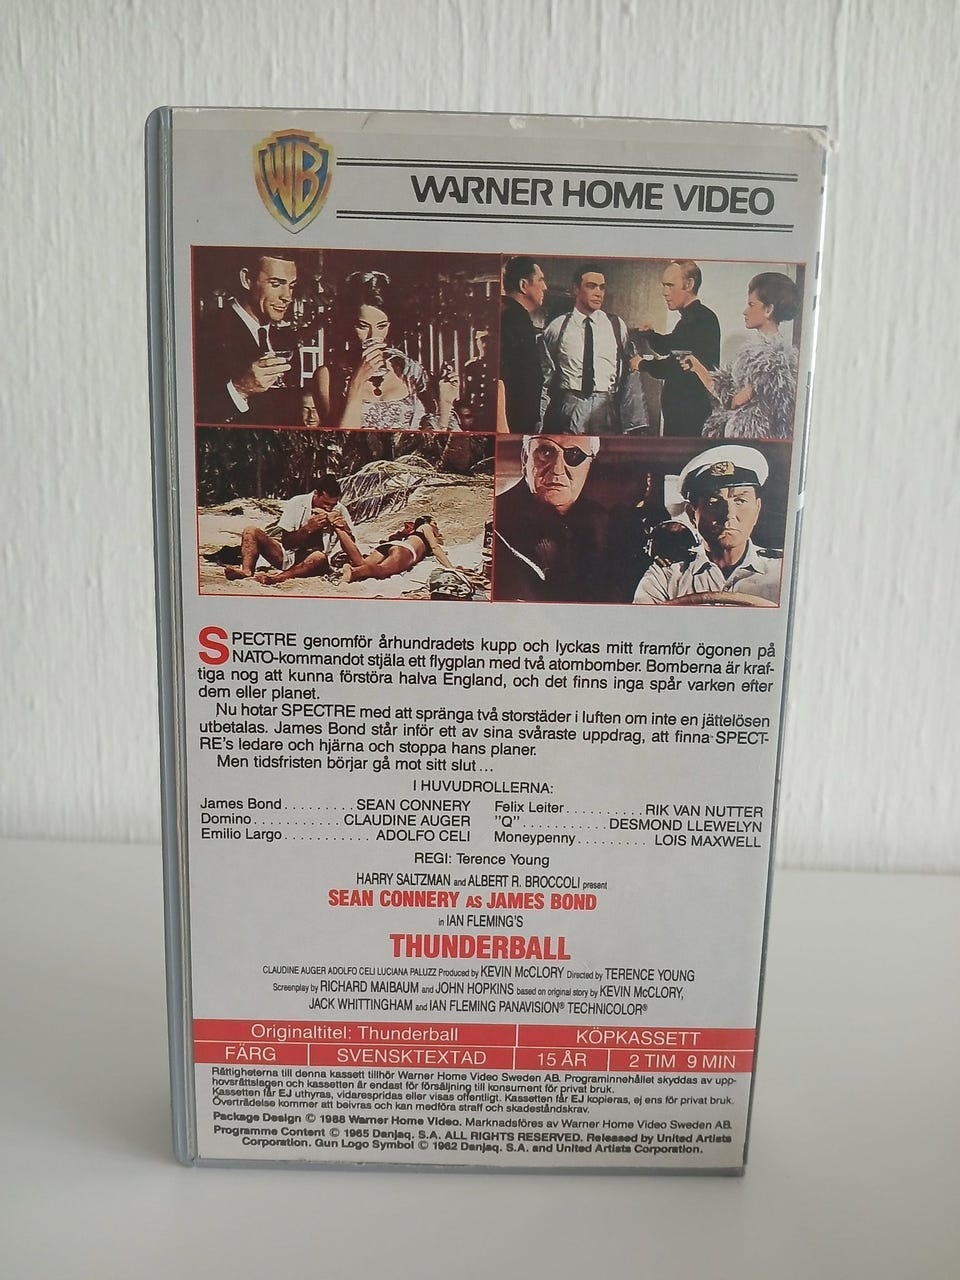 WB
WARNER HOME VIDEO
SPECTRE genomför århundradets kupp och lyckas mitt framför ögonen på
NATO-kommandot stjäla ett flygplan med två atombomber. Bomberna är kraf-
tiga nog att kunna förstöra halva England, och det finns inga spår varken efter
dem eller planet.
Nu hotar SPECTRE med att spränga två storstäder i luften om inte en jättelösen
utbetalas. James Bond står inför ett av sina svåraste uppdrag, att finna SPECT-
RE's ledare och hjärna och stoppa hans planer.
Men tidsfristen börjar gå mot sitt slut...
I HUVUDROLLERNA:
James Bond......... SEAN CONNERY Felix Leiter.......... RIK VAN NUTTER
Domino........... CLAUDINE AUGER "Q".......... DESMOND LLEWELYN
Emilio Largo........... ADOLFO CELI Moneypenny......... LOIS MAXWELL
REGI: Terence Young
HARRY SALTZMAN and ALBERT R. BROCCOLI present
SEAN CONNERY AS JAMES BOND
in IAN FLEMING'S
THUNDERBALL
CLAUDINE AUGER ADOLFO CELI LUCIANA PALUZZ Produced by KEVIN McCLORY Directed by TERENCE YOUNG
Screenplay by RICHARD MAIBAUM and JOHN HOPKINS based on original story by KEVIN McCLORY,
JACK WHITTINGHAM and IAN FLEMING PANAVISION® TECHNICOLOR®
Originaltitel: Thunderball KÖPKASSETT
FÄRG SVENSKTEXTAD 15 ÅR 2 TIM 9 MIN
Rättigheterna till denna kassett tillhör Warner Home Video Sweden AB. Programinnehållet skyddas av upp-
hovsrättslagen och kassetten är endast för försäljning till konsument för privat bruk.
Kassetten får EJ uthyras, vidarespridas eller visas offentligt. Kassetten får EJ kopieras, ej ens för privat bruk.
Överträdelse kommer att beivras och kan medföra straff och skadeståndskrav.
Package Design © 1988 Warner Home Video. Marknadsföres av Warner Home Video Sweden AB.
Programme Content © 1965 Danjaq. S.A. ALL RIGHTS RESERVED. Released by United Artists
Corporation. Gun Logo Symbol © 1962 Danjaq. S.A. and United Artists Corporation.